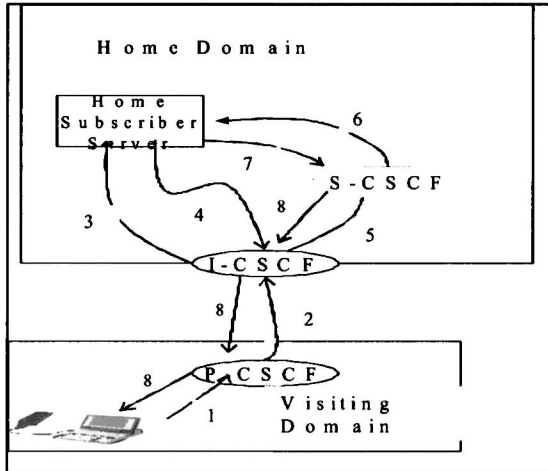 Home Domain
Home
Subscriber
Server
6
7
S-CSCF
3
4
8
5
I-CSCF
8
2
P CSCF
8
1
Visiting
Domain